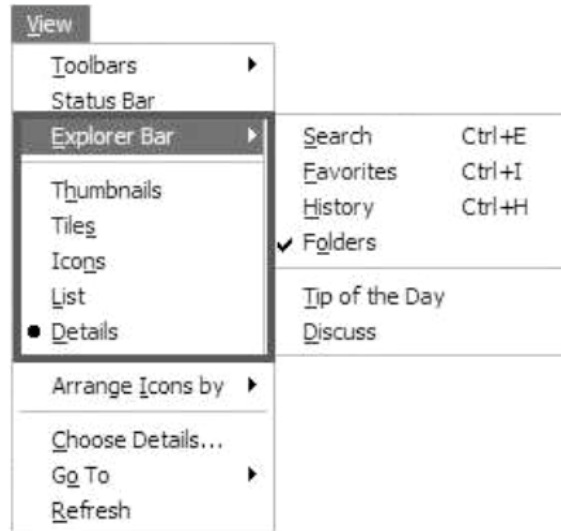 View
Toolbars
Status Bar
Explorer Bar
Thumbnails
Tiles
Icons
List
Details
Arrange Icons by
Choose Details...
Go To
Refresh
Search Ctrl+E
Favorites Ctrl+I
History Ctrl+H
Folders
Tip of the Day
Discuss